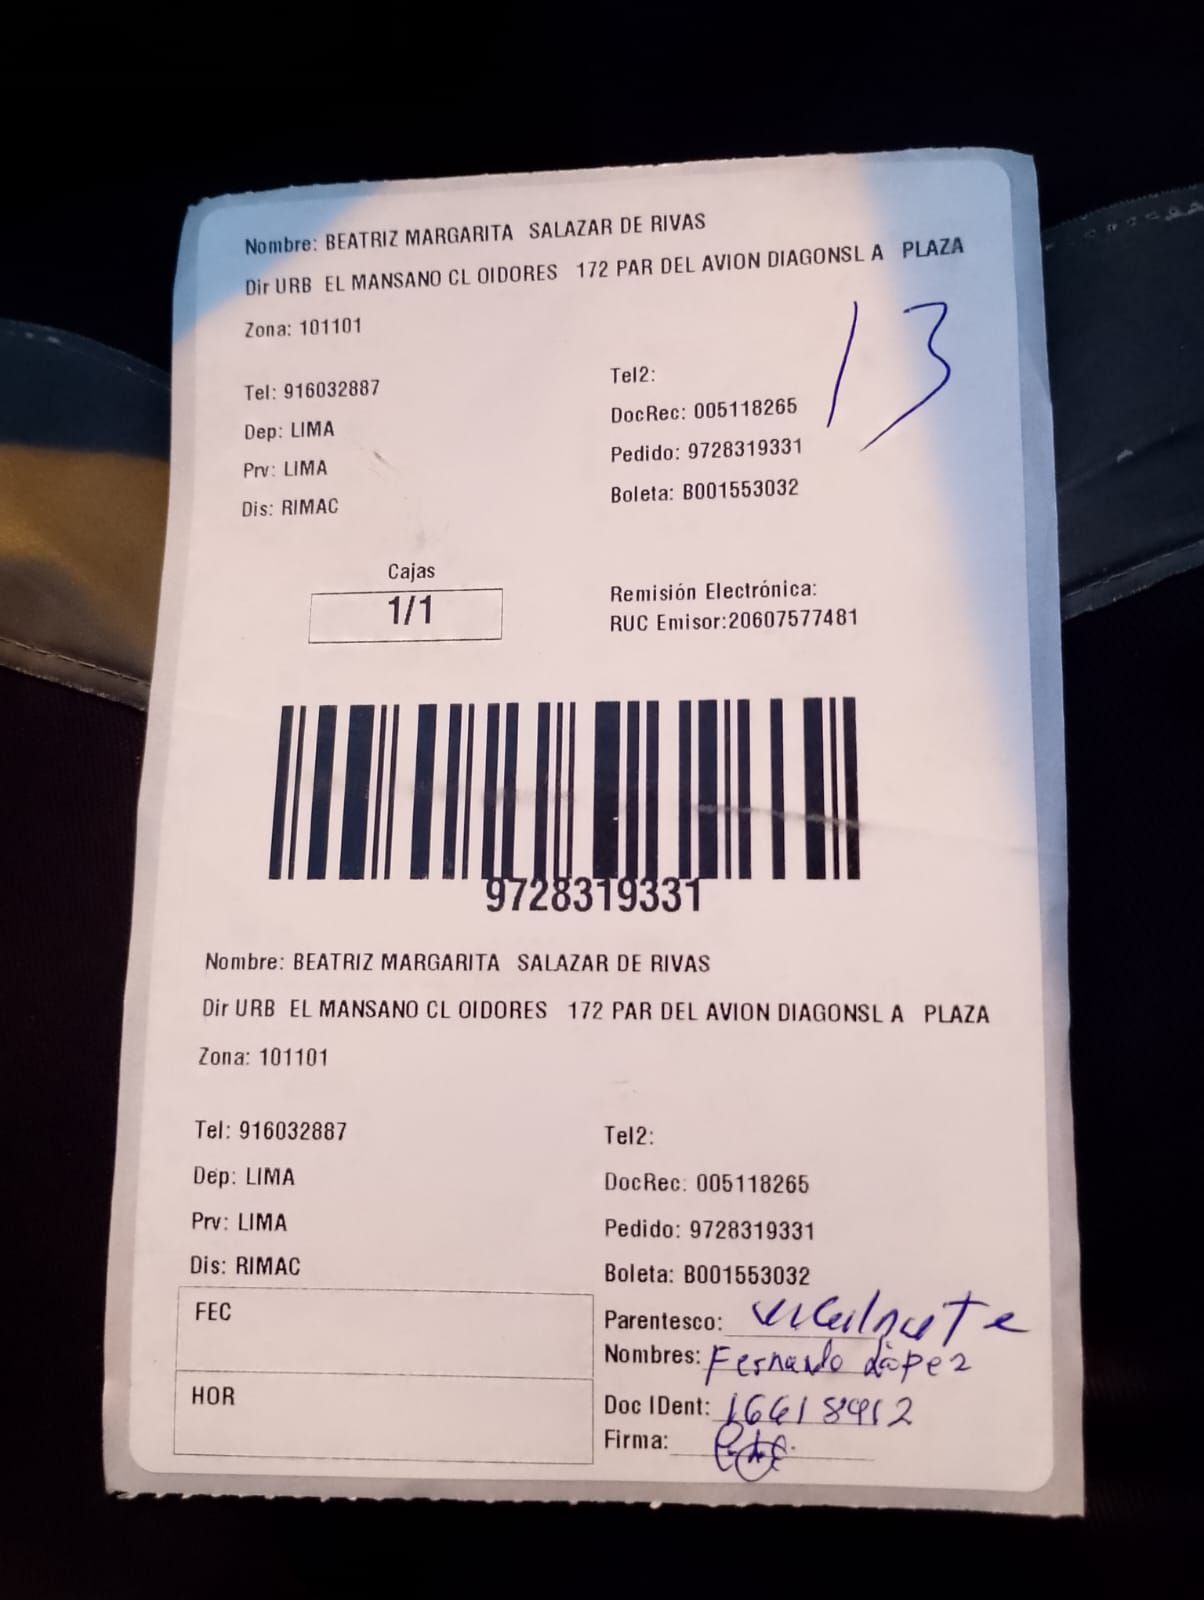 Nombre: BEATRIZ MARGARITA SALAZAR DE RIVAS
Dir URB EL MANSANO CL OIDORES 172 PAR DEL AVION DIAGONSL A PLAZA
Zona: 101101
13
Tel: 916032887
Tel2:
Dep: LIMA
DocRec: 005118265
Prv: LIMA
Pedido: 9728319331
Dis: RIMAC
Boleta: B001553032
Cajas
1/1
Remisión Electrónica:
RUC Emisor:20607577481
9728319331
Nombre: BEATRIZ MARGARITA SALAZAR DE RIVAS
Dir URB EL MANSANO CL OIDORES 172 PAR DEL AVION DIAGONSL A PLAZA
Zona: 101101
Tel: 916032887
Tel2:
Dep: LIMA
DocRec: 005118265
Prv: LIMA
Pedido: 9728319331
Dis: RIMAC
Boleta: B001553032
FEC
Parentesco:
Nombres: Fernando López
HOR
Doc IDent:
Firma: